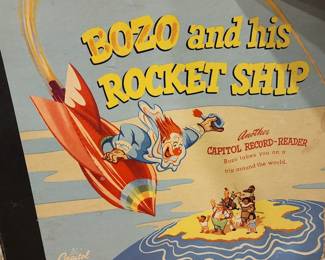 BOZO and his
ROCKET SHIP
Another
CAPITOL RECORD-READER
Bozo takes you on a
trip around the world.
Capitol